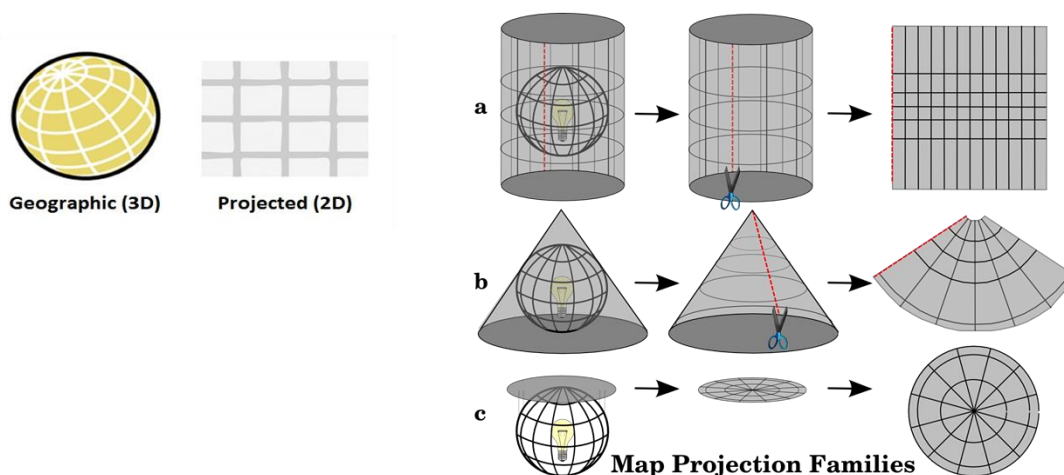 Geographic (3D)
Projected (2D)
a
b
c
Map Projection Families